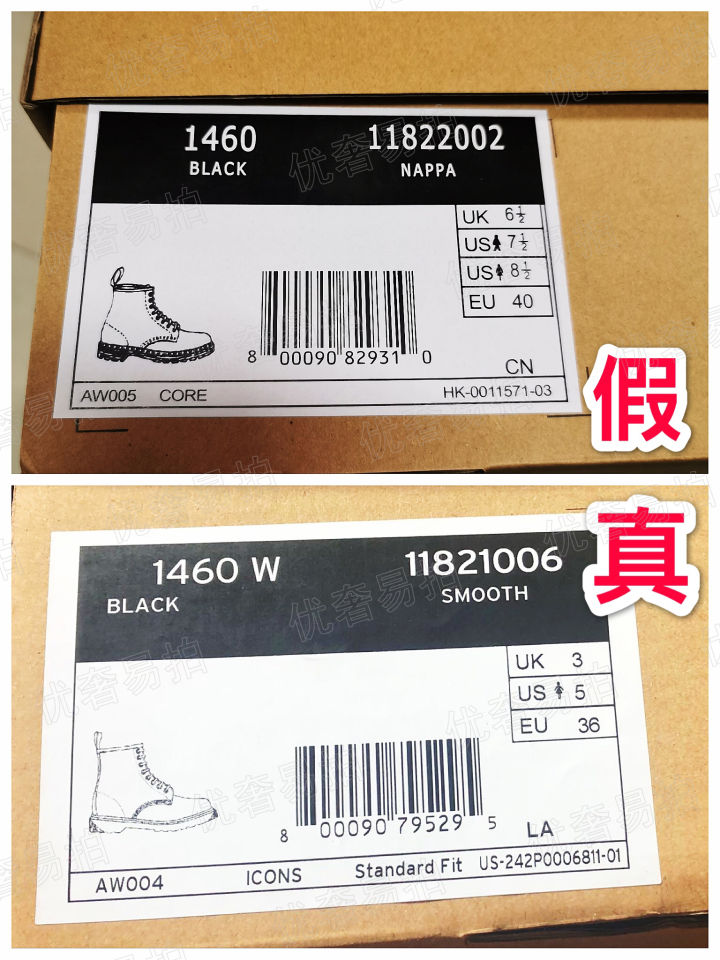 1460 11822002
BLACK NAPPA
UK 6½
US 7½
US 8½
EU 40
8 00090 82931 0
CN
AW005 CORE HK-0011571-03
假
真
1460 W 11821006
BLACK SMOOTH
UK 3
US 5
EU 36
8 00090 79529 5
LA
AW004 ICONS Standard Fit US-242P0006811-01
优奢易拍